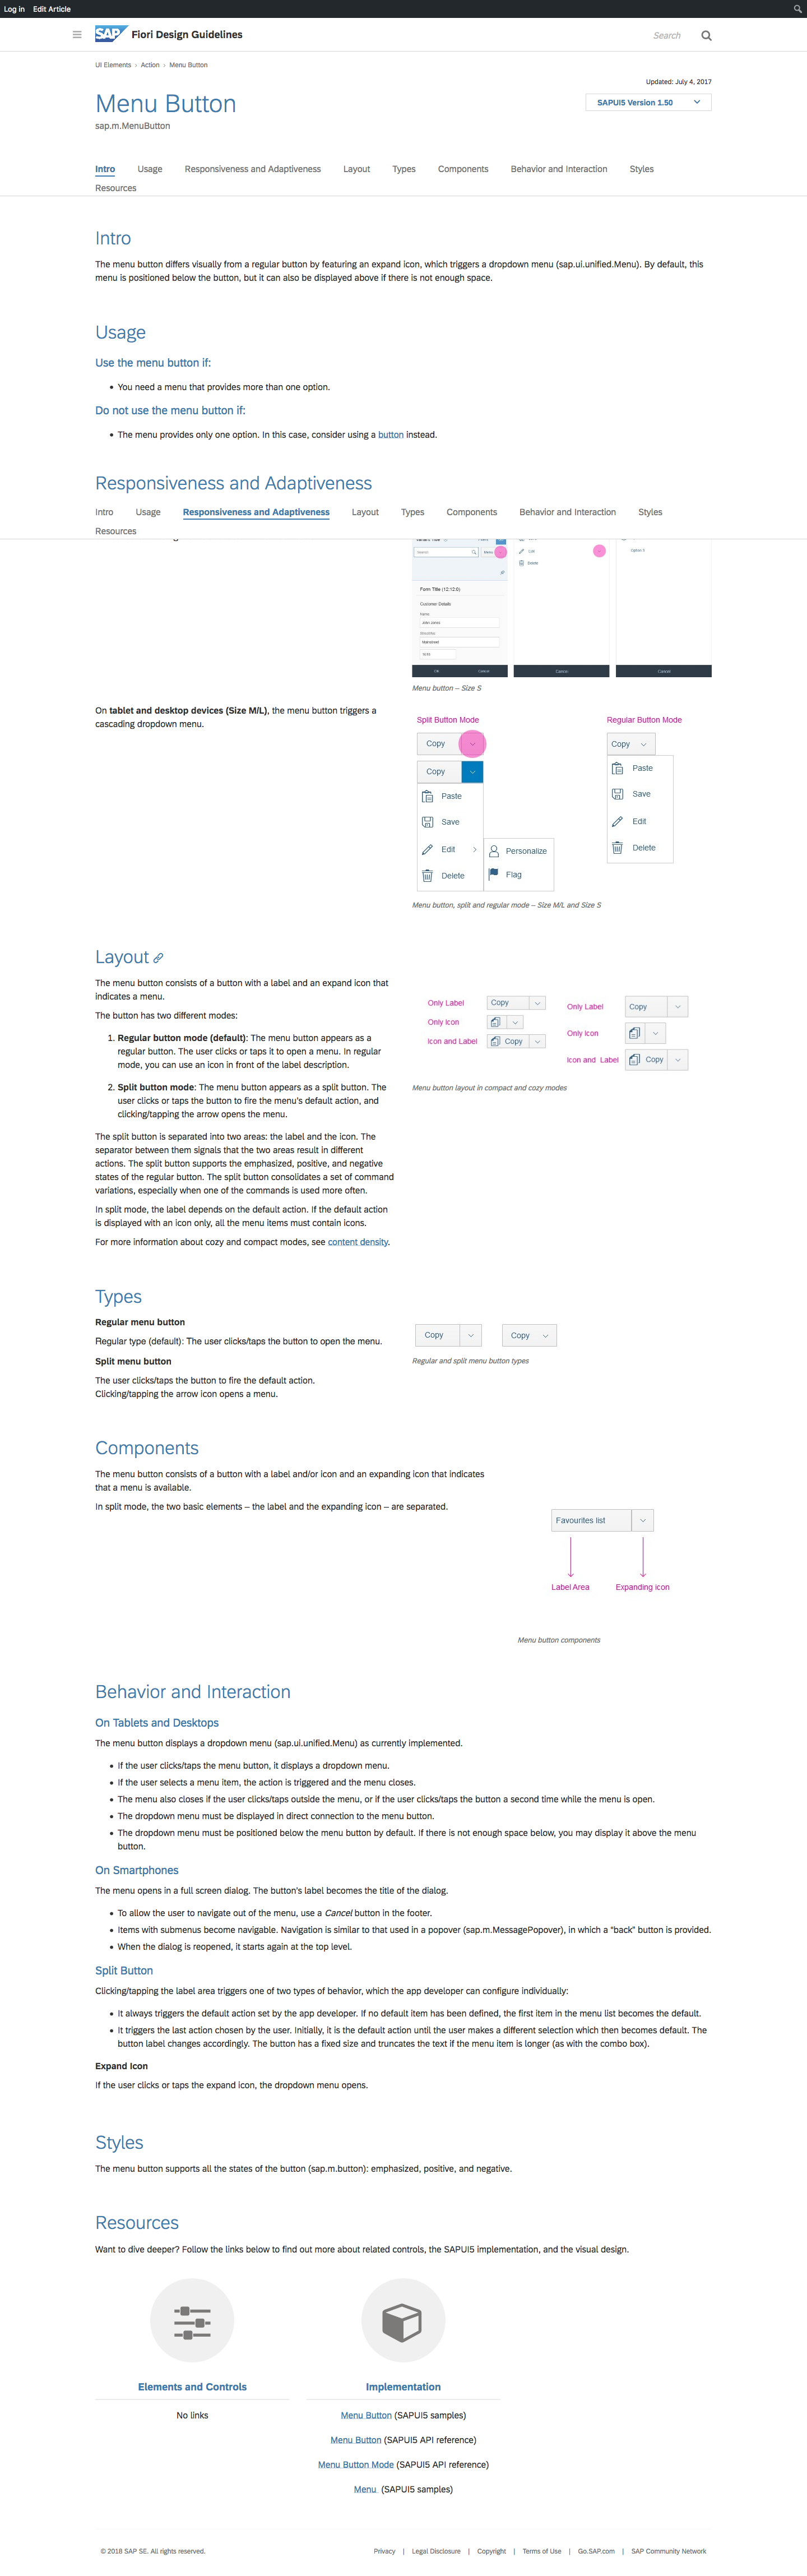 Log in Edit Article
SAP Fiori Design Guidelines
Search
UI Elements › Action › Menu Button
Updated: July 4, 2017
Menu Button
SAPUI5 Version 1.50
sap.m.MenuButton
Intro Usage Responsiveness and Adaptiveness Layout Types Components Behavior and Interaction Styles
Resources
Intro
The menu button differs visually from a regular button by featuring an expand icon, which triggers a dropdown menu (sap.ui.unified.Menu). By default, this
menu is positioned below the button, but it can also be displayed above if there is not enough space.
Usage
Use the menu button if:
• You need a menu that provides more than one option.
Do not use the menu button if:
• The menu provides only one option. In this case, consider using a button instead.
Responsiveness and Adaptiveness
Intro Usage Responsiveness and Adaptiveness Layout Types Components Behavior and Interaction Styles
Resources
Search Menu
Edit
Option 3
Delete
Form Title (12:12:0)
Customer Details
Name:
John Jones
Mainstreet
OK Cancel
Cancel
Cancel
Menu button – Size S
On tablet and desktop devices (Size M/L), the menu button triggers a
cascading dropdown menu.
Split Button Mode
Copy
Copy
Paste
Save
Edit
Delete
Personalize
Flag
Regular Button Mode
Copy
Paste
Save
Edit
Delete
Menu button, split and regular mode – Size M/L and Size S
Layout
The menu button consists of a button with a label and an expand icon that
indicates a menu.
The button has two different modes:
1. Regular button mode (default): The menu button appears as a
regular button. The user clicks or taps it to open a menu. In regular
mode, you can use an icon in front of the label description.
2. Split button mode: The menu button appears as a split button. The
user clicks or taps the button to fire the menu's default action, and
clicking/tapping the arrow opens the menu.
The split button is separated into two areas: the label and the icon. The
separator between them signals that the two areas result in different
actions. The split button supports the emphasized, positive, and negative
states of the regular button. The split button consolidates a set of command
variations, especially when one of the commands is used more often.
In split mode, the label depends on the default action. If the default action
is displayed with an icon only, all the menu items must contain icons.
For more information about cozy and compact modes, see content density.
Only Label Copy
Only Icon
Icon and Label Copy
Only Label Copy
Only Icon
Icon and Label Copy
Menu button layout in compact and cozy modes
Types
Regular menu button
Regular type (default): The user clicks/taps the button to open the menu.
Split menu button
The user clicks/taps the button to fire the default action.
Clicking/tapping the arrow icon opens a menu.
Copy Copy
Regular and split menu button types
Components
The menu button consists of a button with a label and/or icon and an expanding icon that indicates
that a menu is available.
In split mode, the two basic elements – the label and the expanding icon – are separated.
Favourites list
Label Area Expanding icon
Menu button components
Behavior and Interaction
On Tablets and Desktops
The menu button displays a dropdown menu (sap.ui.unified.Menu) as currently implemented.
• If the user clicks/taps the menu button, it displays a dropdown menu.
• If the user selects a menu item, the action is triggered and the menu closes.
• The menu also closes if the user clicks/taps outside the menu, or if the user clicks/taps the button a second time while the menu is open.
• The dropdown menu must be displayed in direct connection to the menu button.
• The dropdown menu must be positioned below the menu button by default. If there is not enough space below, you may display it above the menu
button.
On Smartphones
The menu opens in a full screen dialog. The button's label becomes the title of the dialog.
• To allow the user to navigate out of the menu, use a Cancel button in the footer.
• Items with submenus become navigable. Navigation is similar to that used in a popover (sap.m.MessagePopover), in which a “back” button is provided.
• When the dialog is reopened, it starts again at the top level.
Split Button
Clicking/tapping the label area triggers one of two types of behavior, which the app developer can configure individually:
• It always triggers the default action set by the app developer. If no default item has been defined, the first item in the menu list becomes the default.
• It triggers the last action chosen by the user. Initially, it is the default action until the user makes a different selection which then becomes default. The
button label changes accordingly. The button has a fixed size and truncates the text if the menu item is longer (as with the combo box).
Expand Icon
If the user clicks or taps the expand icon, the dropdown menu opens.
Styles
The menu button supports all the states of the button (sap.m.button): emphasized, positive, and negative.
Resources
Want to dive deeper? Follow the links below to find out more about related controls, the SAPUI5 implementation, and the visual design.
Elements and Controls
No links
Implementation
Menu Button (SAPUI5 samples)
Menu Button (SAPUI5 API reference)
Menu Button Mode (SAPUI5 API reference)
Menu (SAPUI5 samples)
© 2018 SAP SE. All rights reserved.
Privacy | Legal Disclosure | Copyright | Terms of Use | Go.SAP.com | SAP Community Network